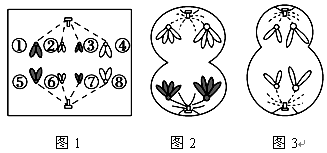 ① ② ③ ④
⑤ ⑥ ⑦ ⑧
图 1 图 2 图 3↵